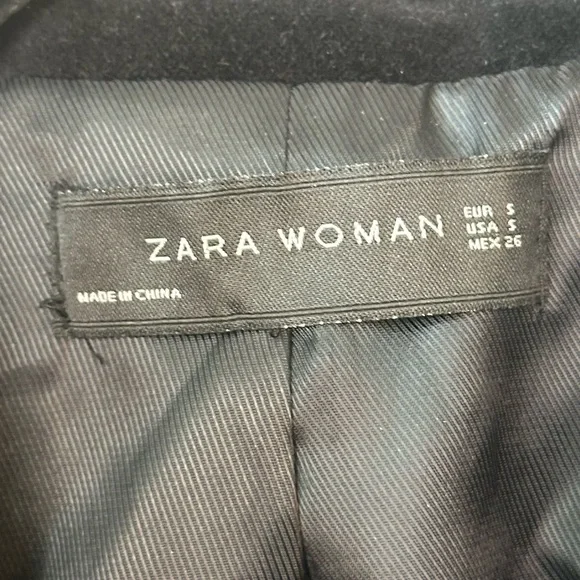 ZARA WOMAN
EUR S
USA S
MEX 26
MADE IN CHINA